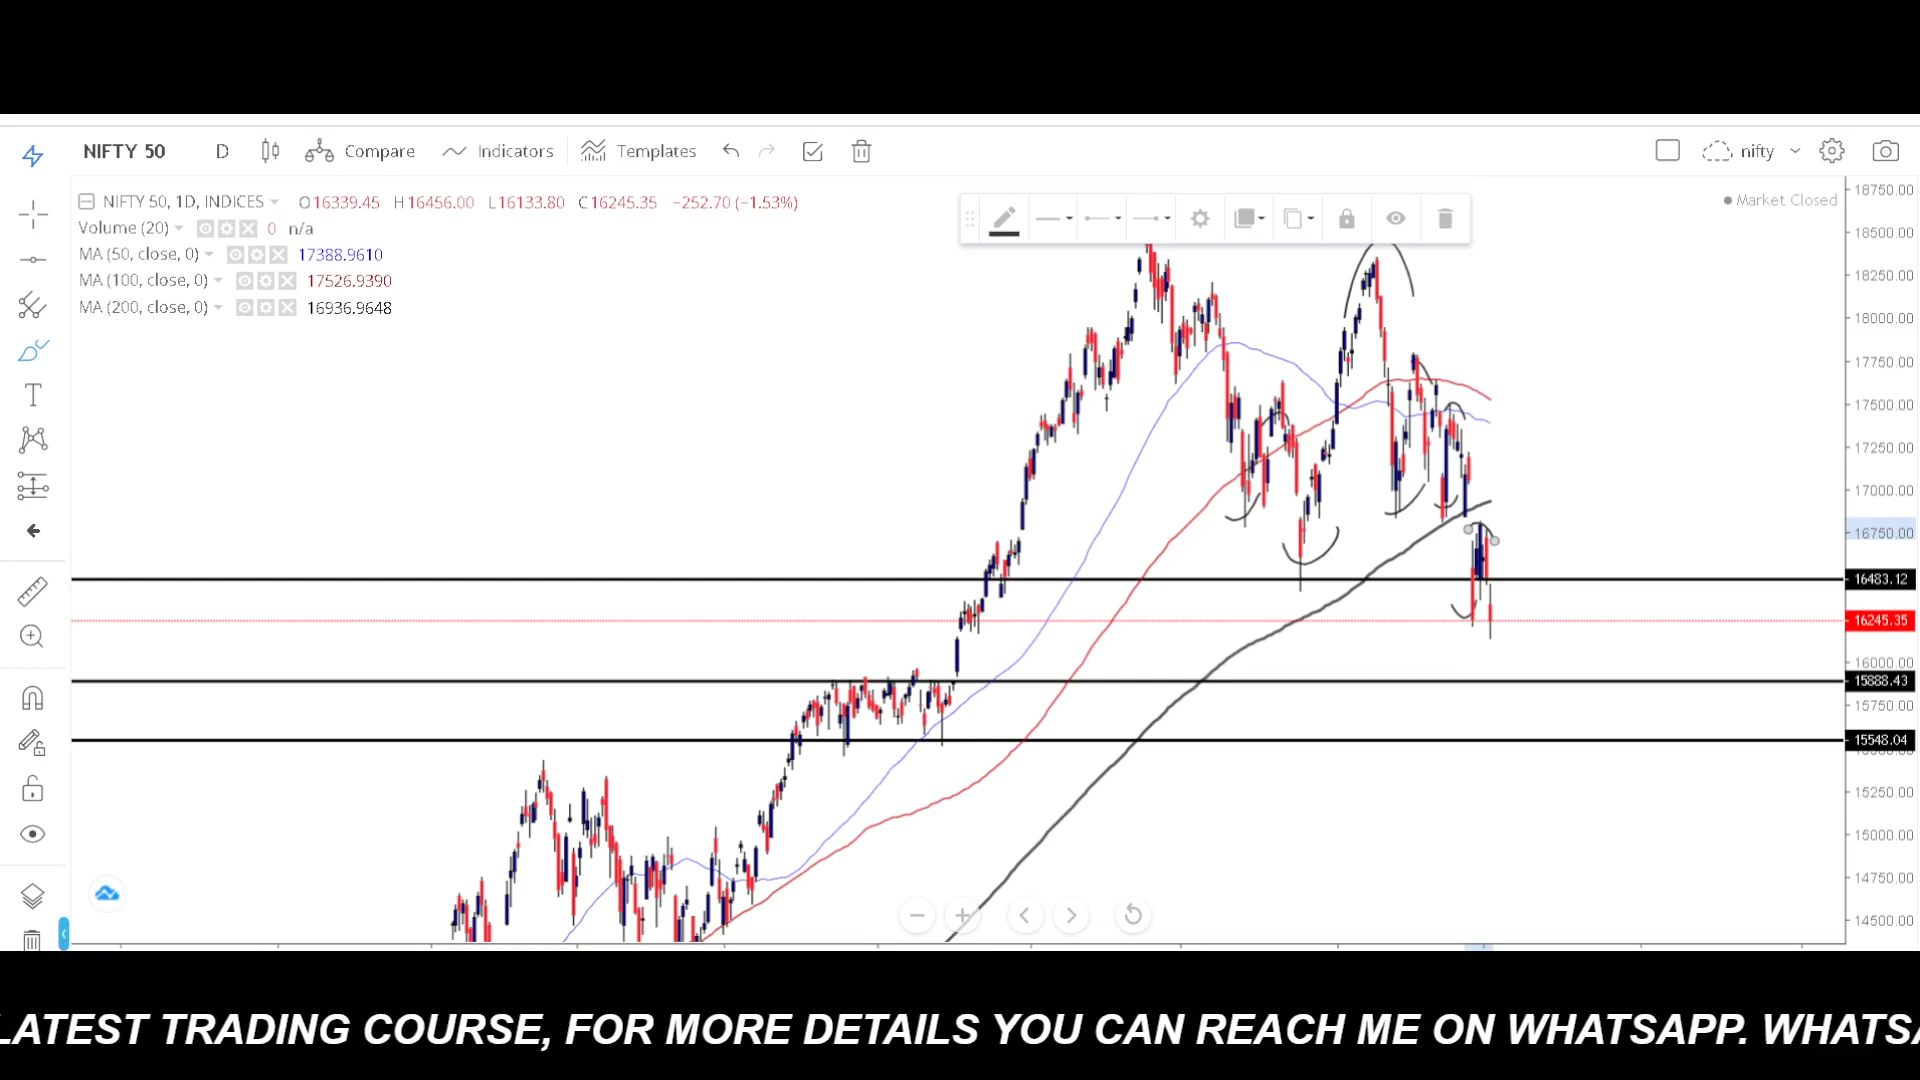 NIFTY 50 D Compare Indicators Templates nifty
NIFTY 50, 1D, INDICES O16339.45 H16456.00 L16133.80 C16245.35 −252.70 (−1.53%)
Market Closed
Volume (20) 0 n/a
MA (50, close, 0) 17388.9610
MA (100, close, 0) 17526.9390
MA (200, close, 0) 16936.9648
18750.00
18500.00
18250.00
18000.00
17750.00
17500.00
17250.00
17000.00
16750.00
16483.12
16245.35
16000.00
15888.43
15750.00
15548.04
15250.00
15000.00
14750.00
14500.00
LATEST TRADING COURSE, FOR MORE DETAILS YOU CAN REACH ME ON WHATSAPP. WHATSA